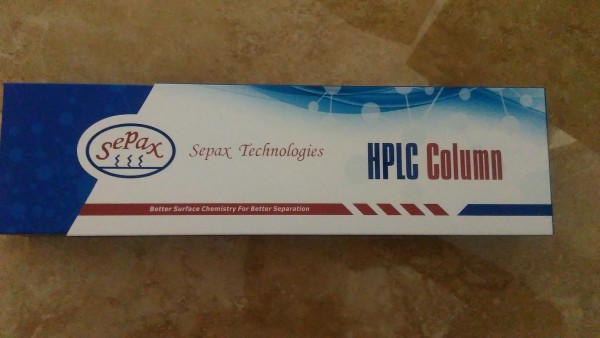 Sepax
Sepax Technologies
HPLC Column
Better Surface Chemistry For Better Separation